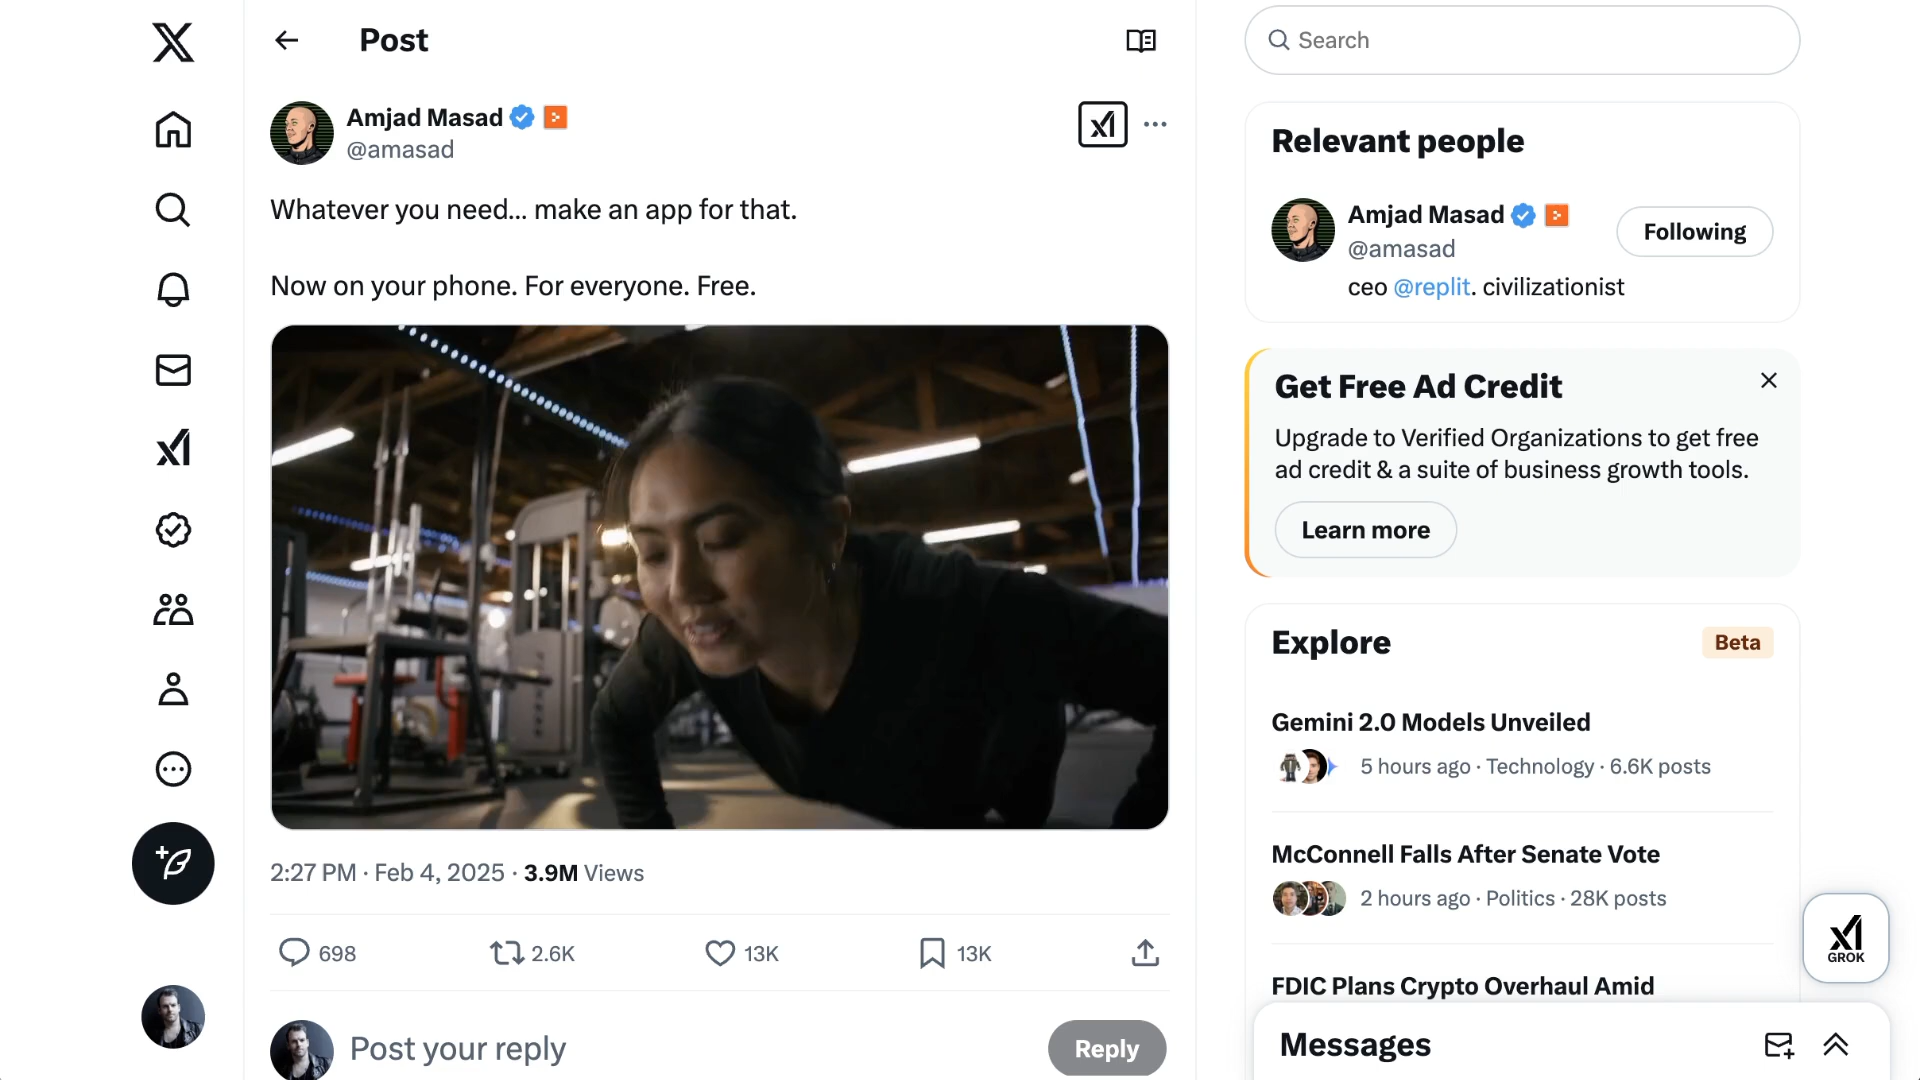 Post
Search
Amjad Masad
@amasad
Whatever you need... make an app for that.
Now on your phone. For everyone. Free.
2:27 PM · Feb 4, 2025 · 3.9M Views
698
2.6K
13K
13K
Post your reply
Reply
Relevant people
Amjad Masad
@amasad
Following
ceo @replit. civilizationist
Get Free Ad Credit
Upgrade to Verified Organizations to get free
ad credit & a suite of business growth tools.
Learn more
Explore
Beta
Gemini 2.0 Models Unveiled
5 hours ago · Technology · 6.6K posts
McConnell Falls After Senate Vote
2 hours ago · Politics · 28K posts
FDIC Plans Crypto Overhaul Amid
GROK
Messages